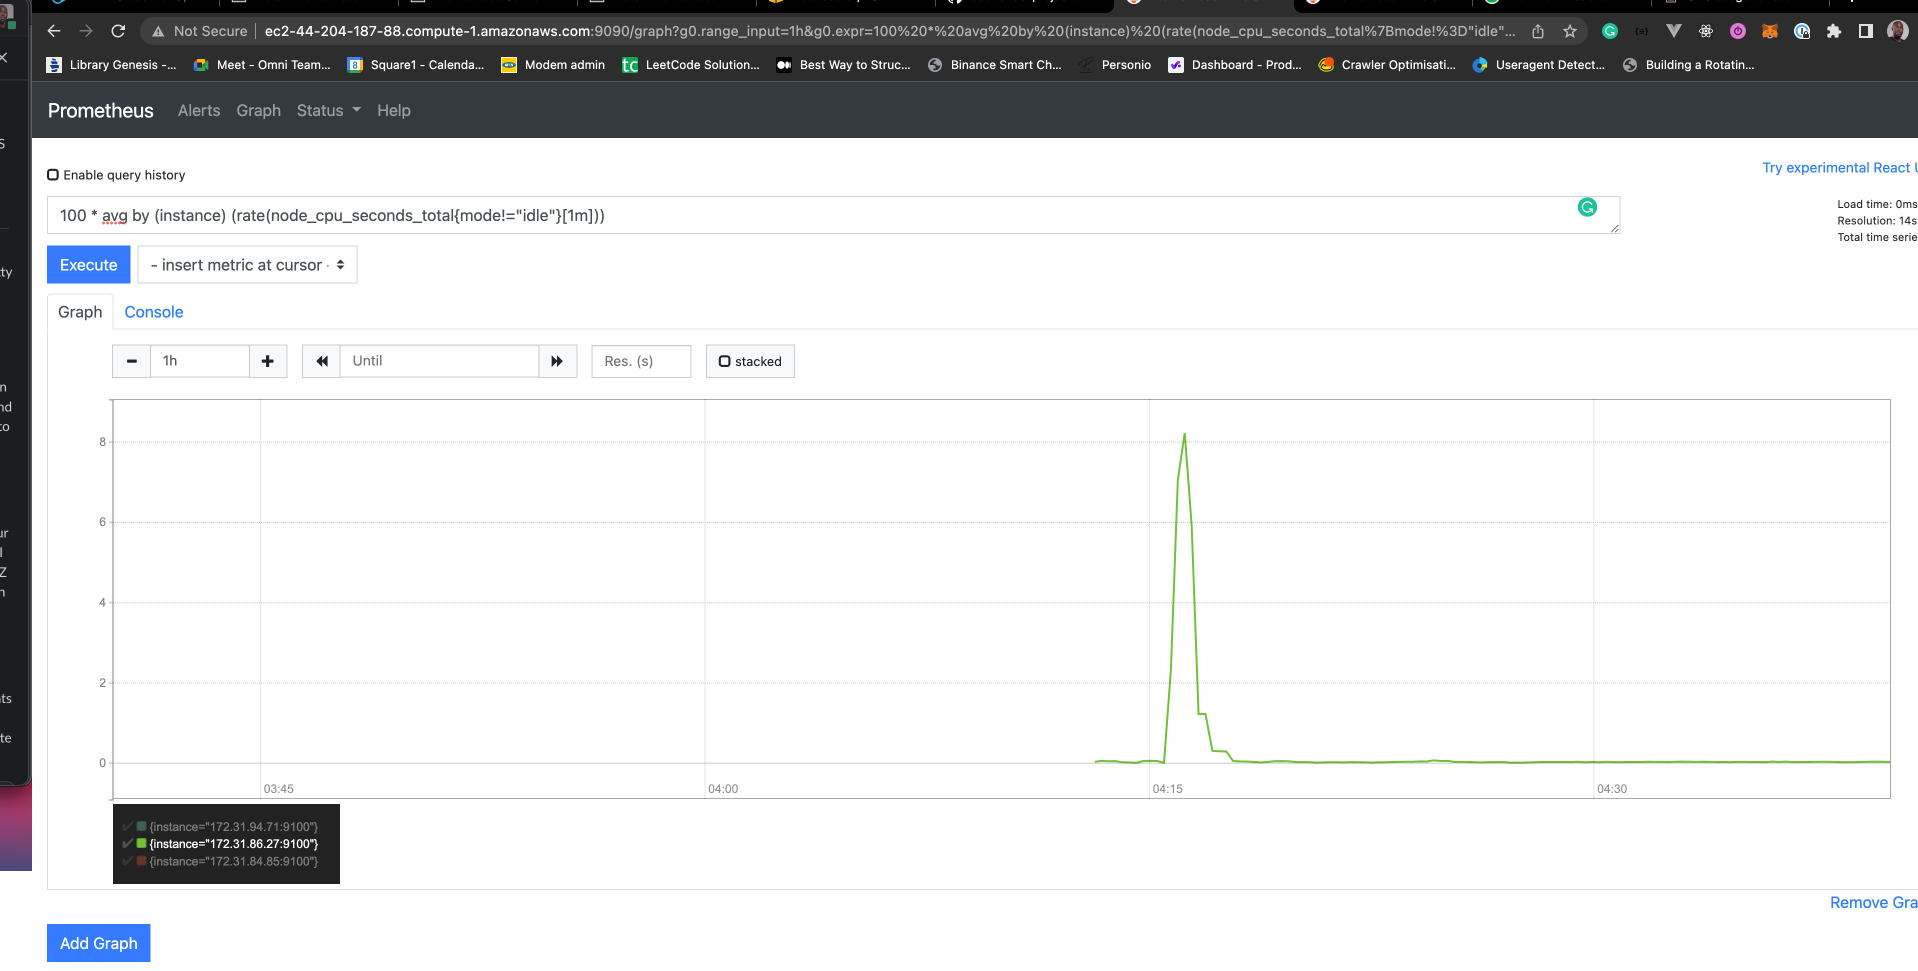 Not Secure | ec2-44-204-187-88.compute-1.amazonaws.com:9090/graph?g0.range_input=1h&g0.expr=100%20*%20avg%20by%20(instance)%20(rate(node_cpu_seconds_total%7Bmode!%3D"idle"...
Library Genesis -... Meet - Omni Team... Square1 - Calenda... Modem admin LeetCode Solution... Best Way to Struc... Binance Smart Ch... Personio Dashboard - Prod... Crawler Optimisati... Useragent Detect... Building a Rotatin...
Prometheus Alerts Graph Status Help
Enable query history
Try experimental React U
100 * avg by (instance) (rate(node_cpu_seconds_total{mode!="idle"}[1m]))
Load time: 0ms
Resolution: 14s
Total time serie
Execute - insert metric at cursor -
Graph Console
1h Until Res. (s) stacked
8
6
4
2
0
03:45 04:00 04:15 04:30
{instance="172.31.94.71:9100"}
{instance="172.31.86.27:9100"}
{instance="172.31.84.85:9100"}
Remove Gra
Add Graph